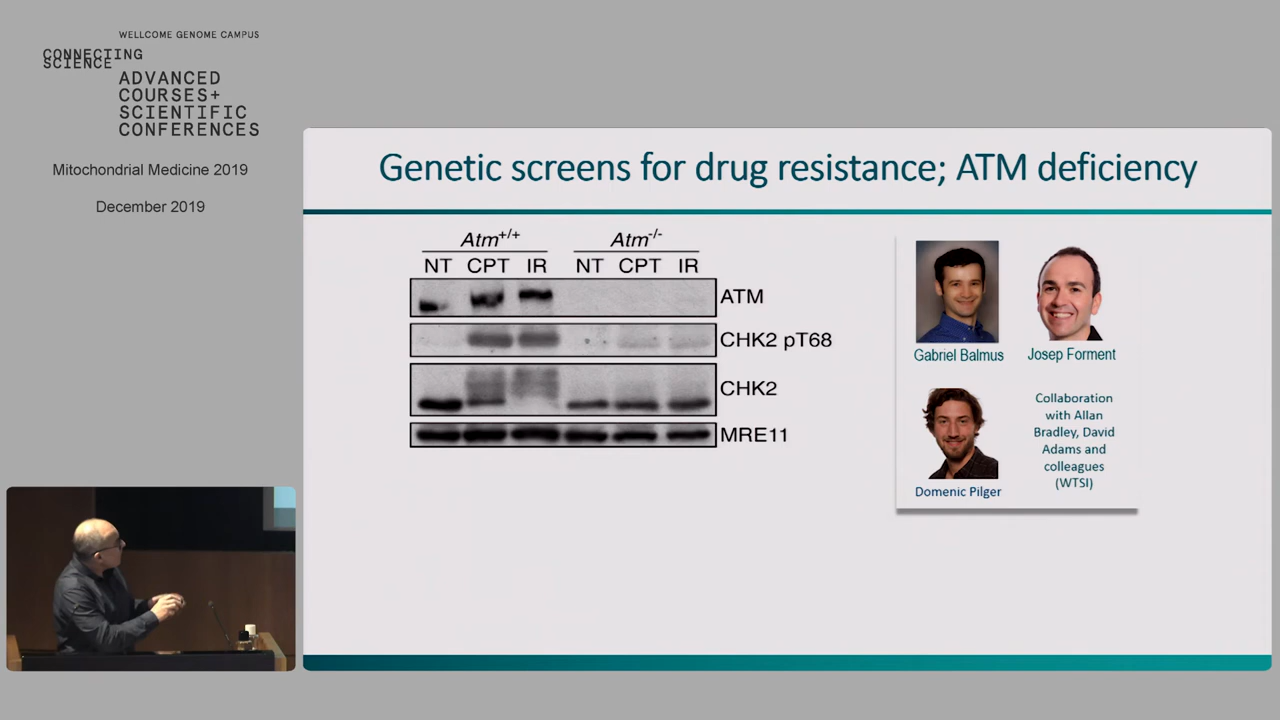 WELLCOME GENOME CAMPUS
CONNECTING
SCIENCE
ADVANCED
COURSES+
SCIENTIFIC
CONFERENCES
Mitochondrial Medicine 2019
December 2019
Genetic screens for drug resistance; ATM deficiency
Atm+/+ Atm-/-
NT CPT IR NT CPT IR
ATM
CHK2 pT68
CHK2
MRE11
Gabriel Balmus
Josep Forment
Domenic Pilger
Collaboration
with Allan
Bradley, David
Adams and
colleagues
(WTSI)